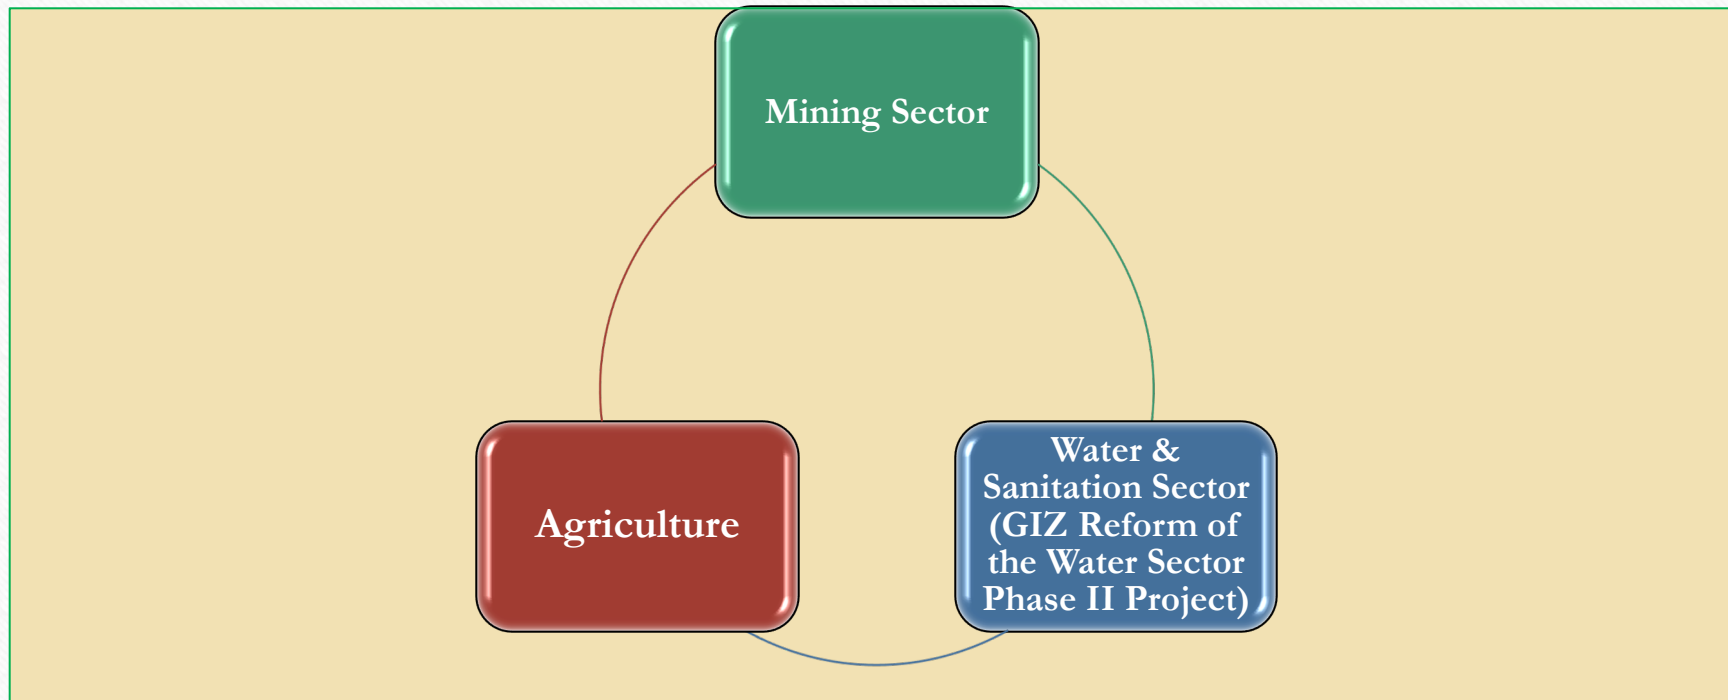 Mining Sector
Agriculture
Water &
Sanitation Sector
(GIZ Reform of
the Water Sector
Phase II Project)